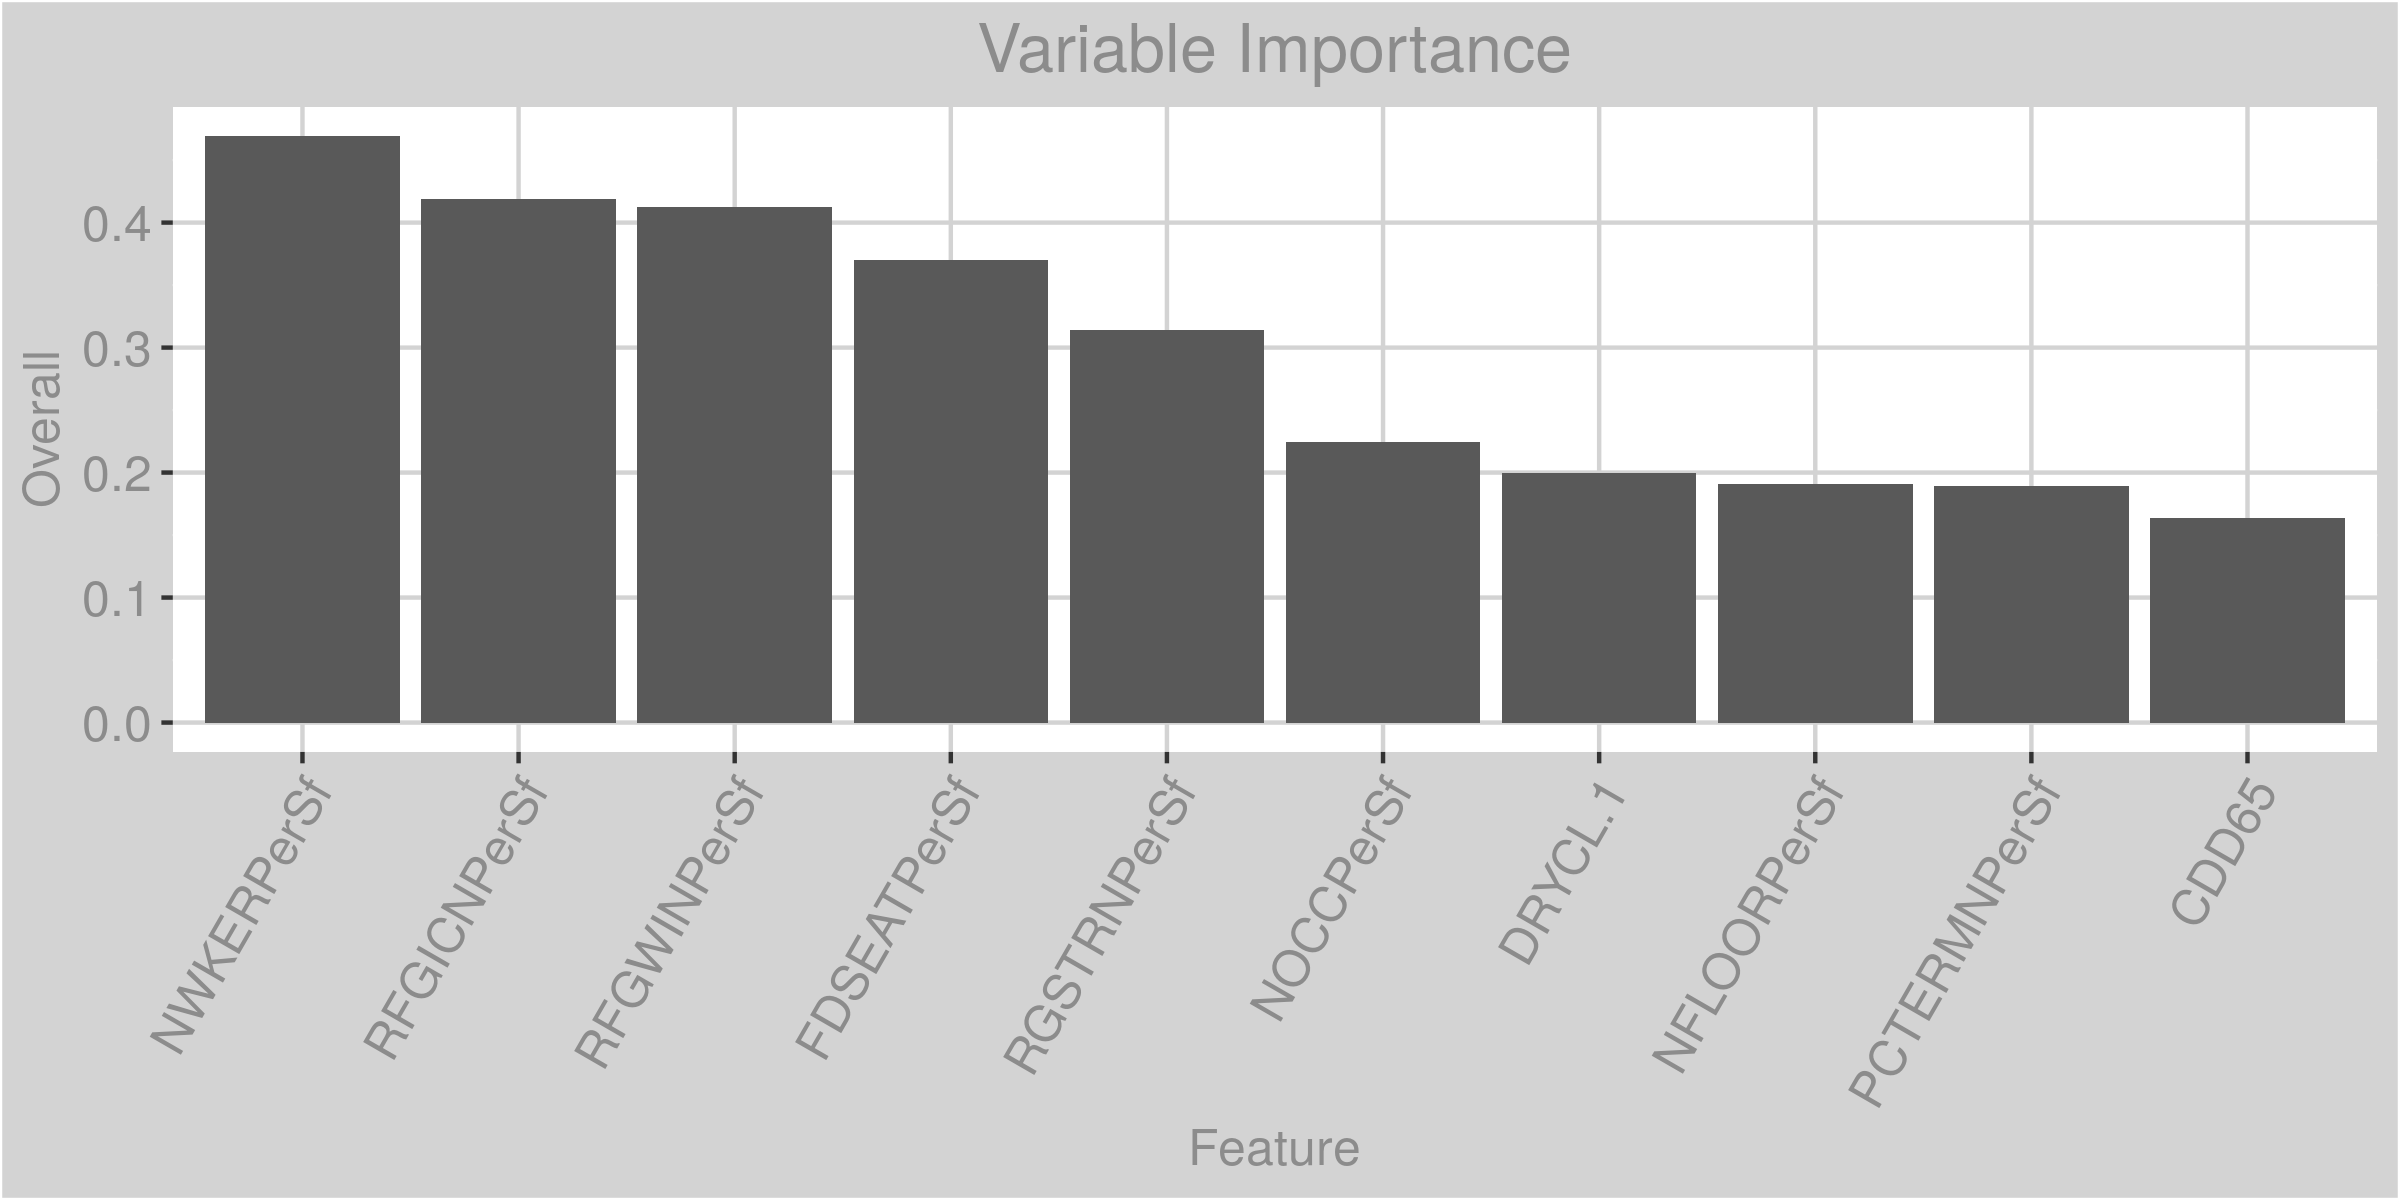 Variable Importance
Overall
0.4
0.3
0.2
0.1
0.0
NWKERPerSf
RFGICNPerSf
RFGWINPerSf
FDSEATPerSf
RGSTRNPerSf
NOCCPerSf
DRYCL.1
NFLOORPerSf
PCTERMNPerSf
CDD65
Feature